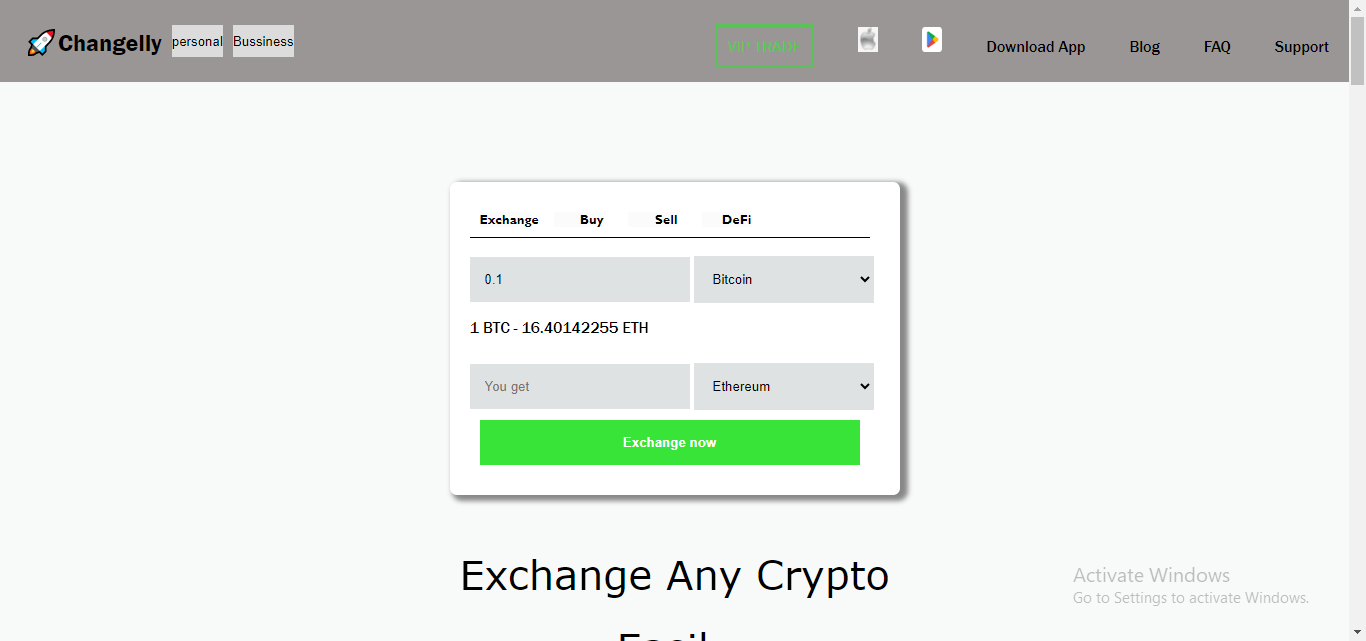 Changelly personal Bussiness VIP TRADE Download App Blog FAQ Support
Exchange Buy Sell DeFi
0.1 Bitcoin
1 BTC - 16.40142255 ETH
You get Ethereum
Exchange now
Exchange Any Crypto
Activate Windows
Go to Settings to activate Windows.